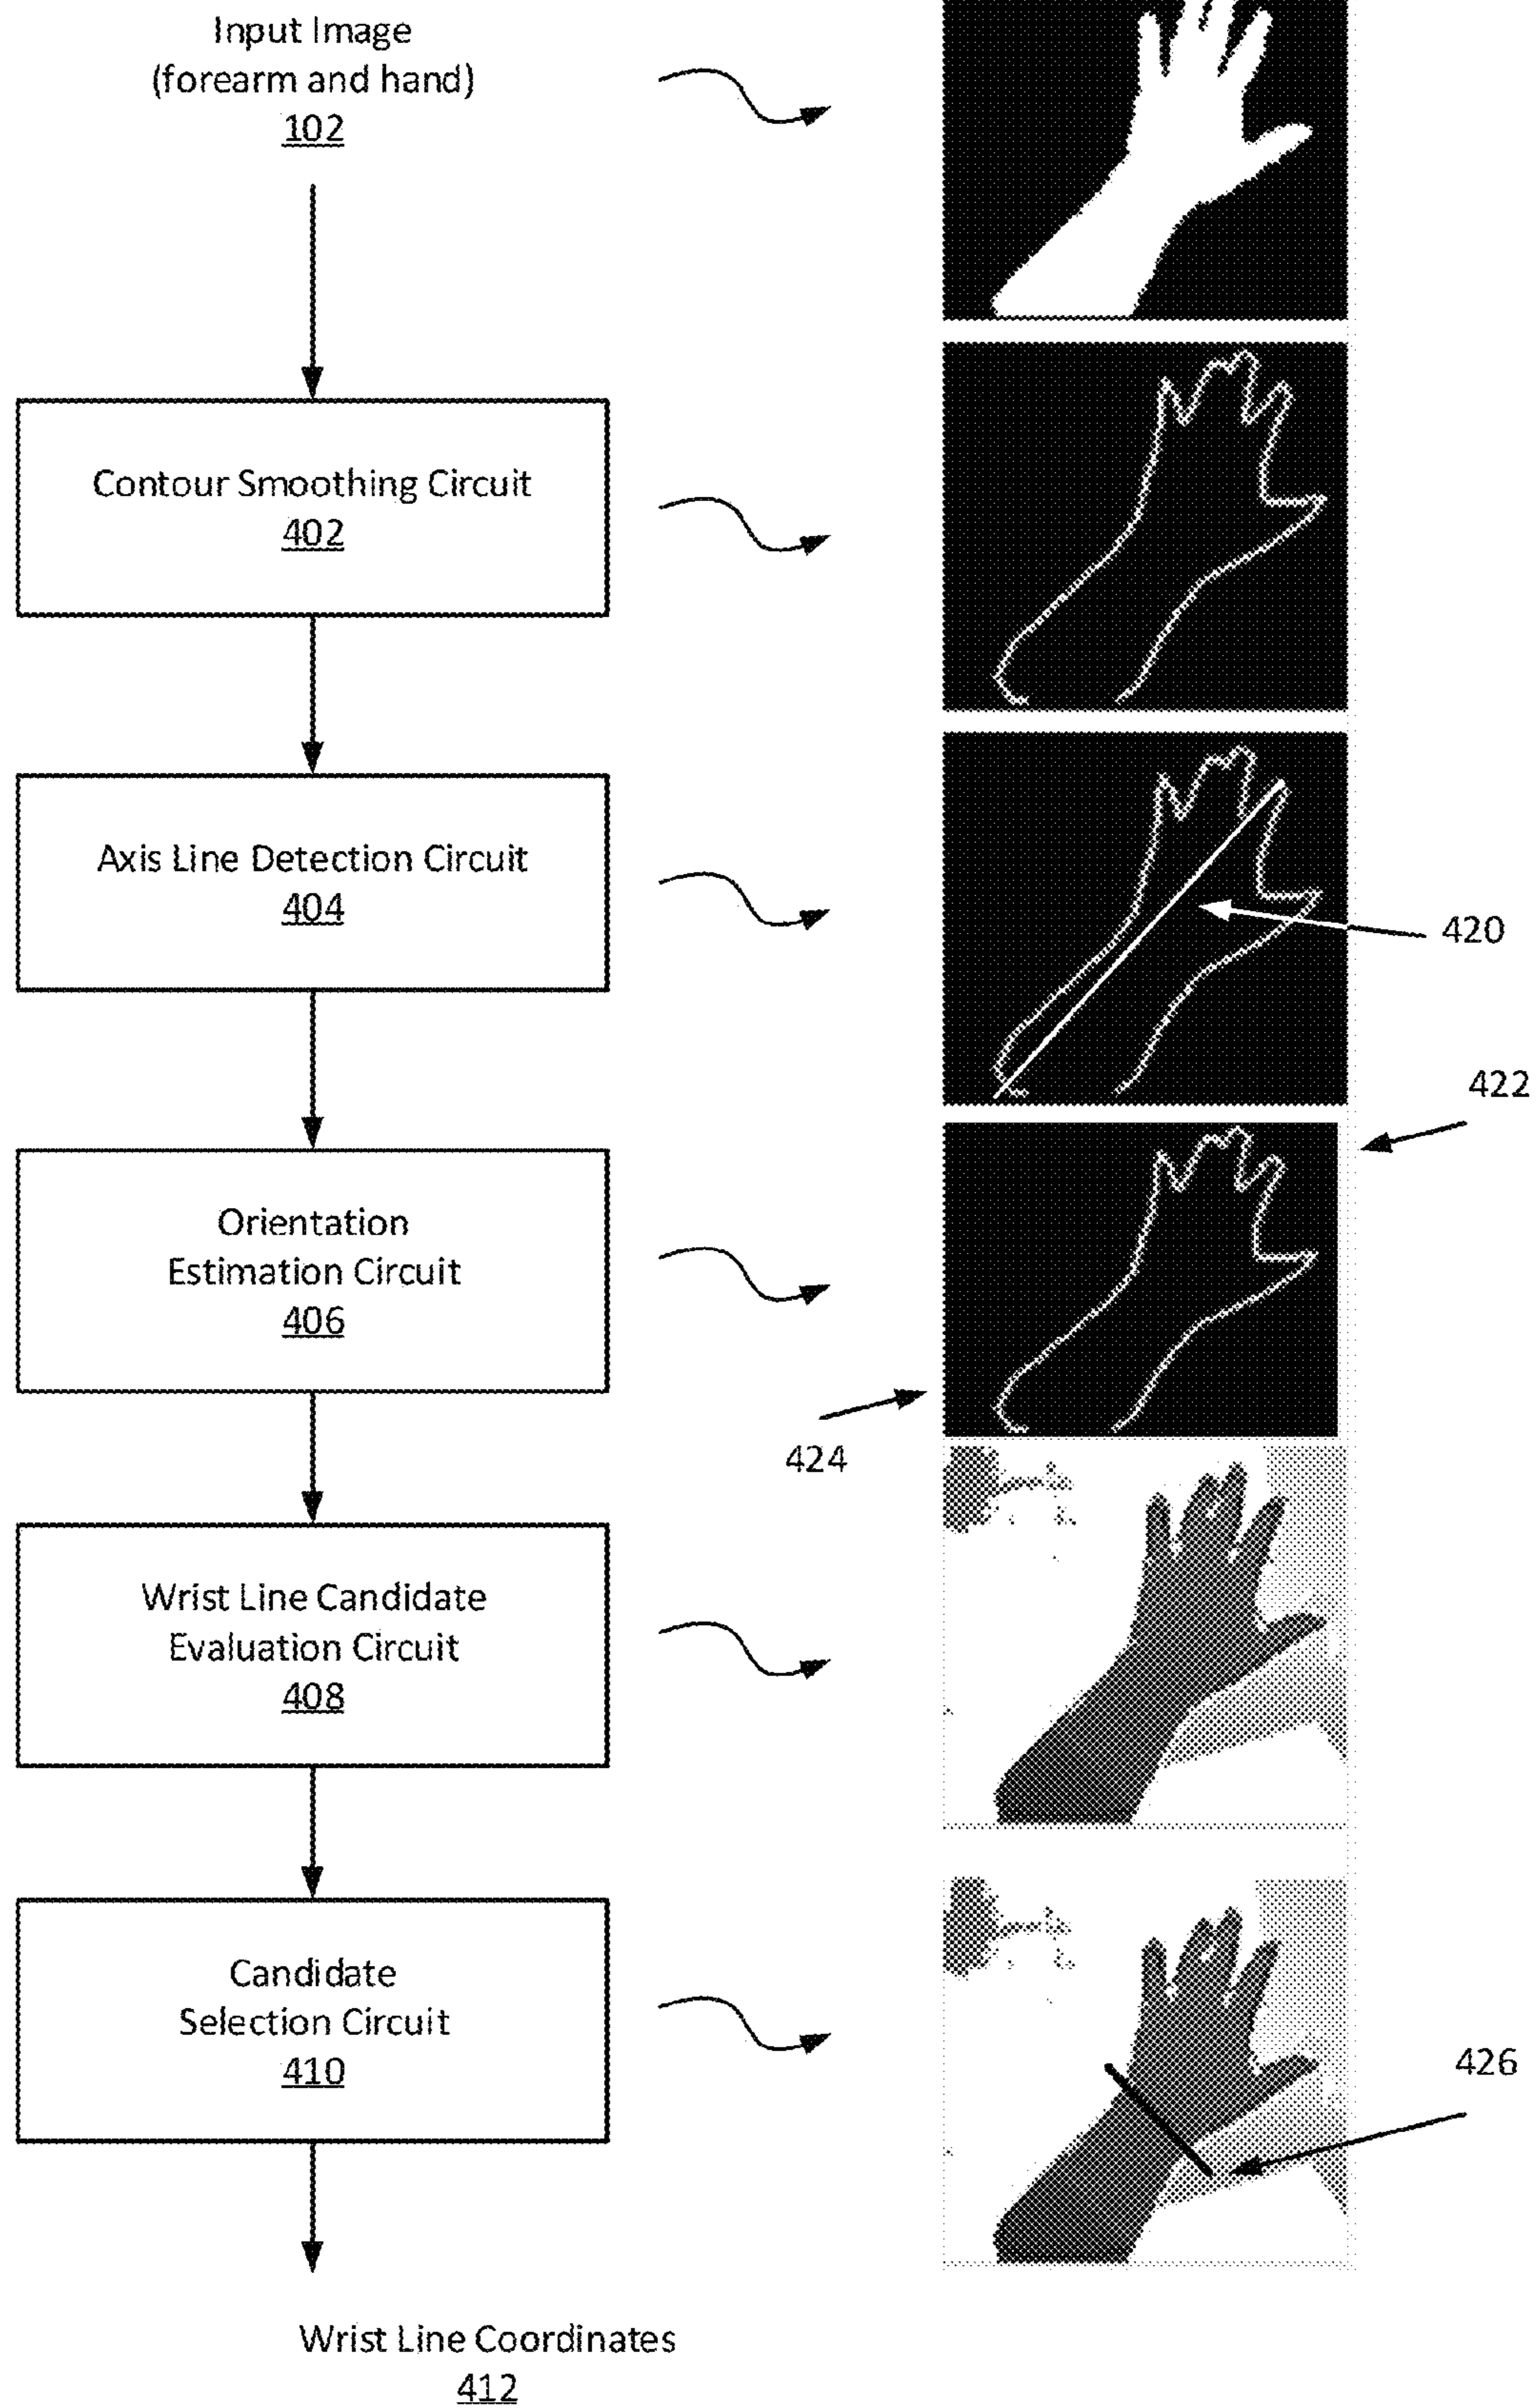 Input Image
(forearm and hand)
102
Contour Smoothing Circuit
402
Axis Line Detection Circuit
404
420
422
Orientation
Estimation Circuit
406
424
Wrist Line Candidate
Evaluation Circuit
408
Candidate
Selection Circuit
410
426
Wrist Line Coordinates
412